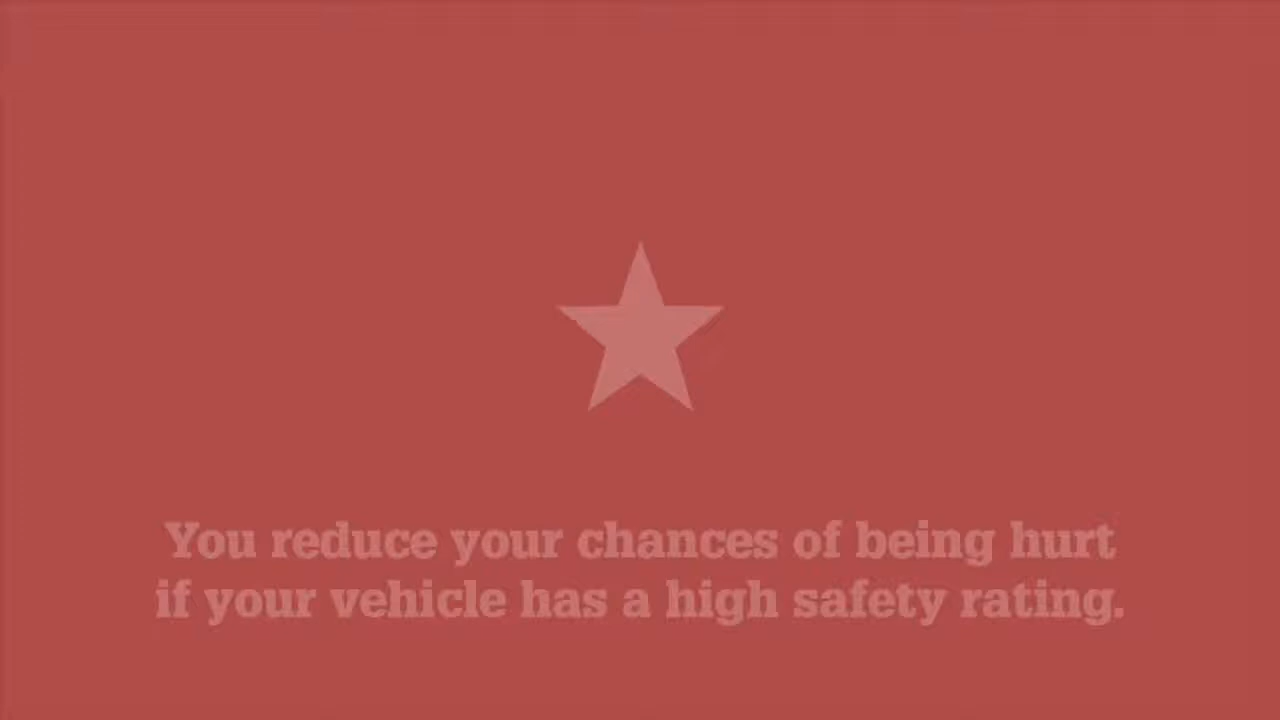 You reduce your chances of being hurt
if your vehicle has a high safety rating.